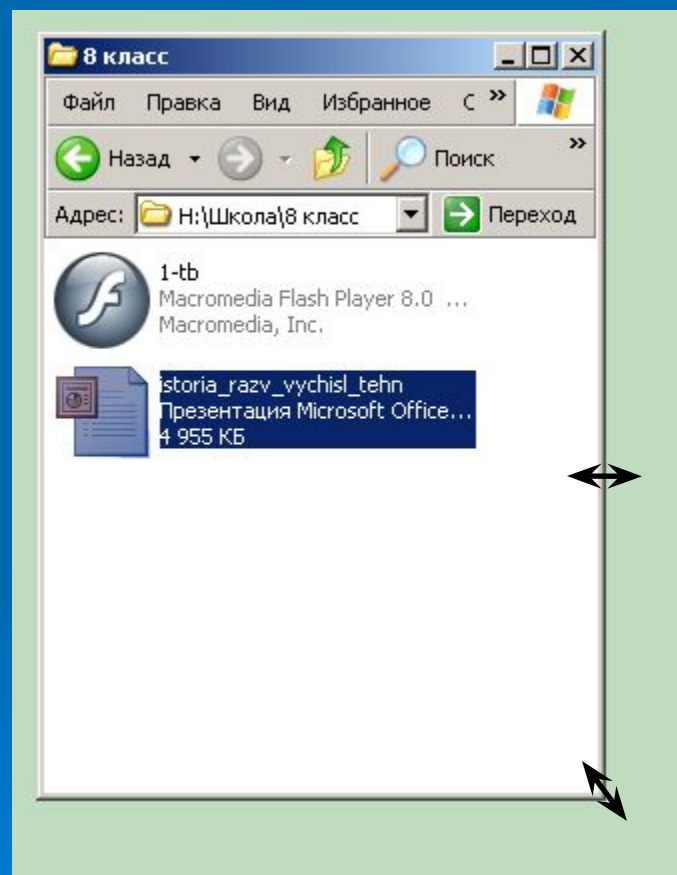 8 класс
Файл Правка Вид Избранное С »
Назад Поиск »
Адрес: H:\Школа\8 класс Переход
1-tb
Macromedia Flash Player 8.0 ...
Macromedia, Inc.
istoria_razv_vychisl_tehn
Презентация Microsoft Office...
4 955 КБ